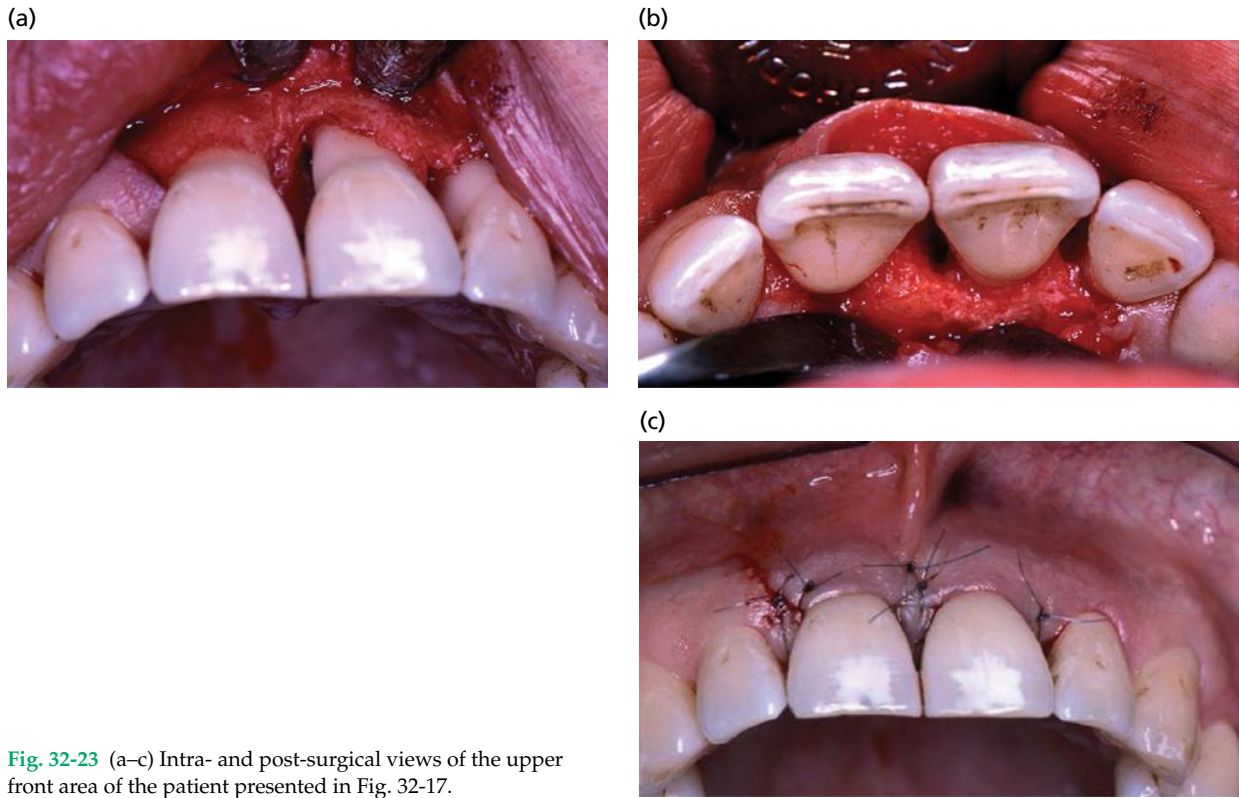 (a)
(b)
(c)
Fig. 32-23 (a–c) Intra- and post-surgical views of the upper
front area of the patient presented in Fig. 32-17.